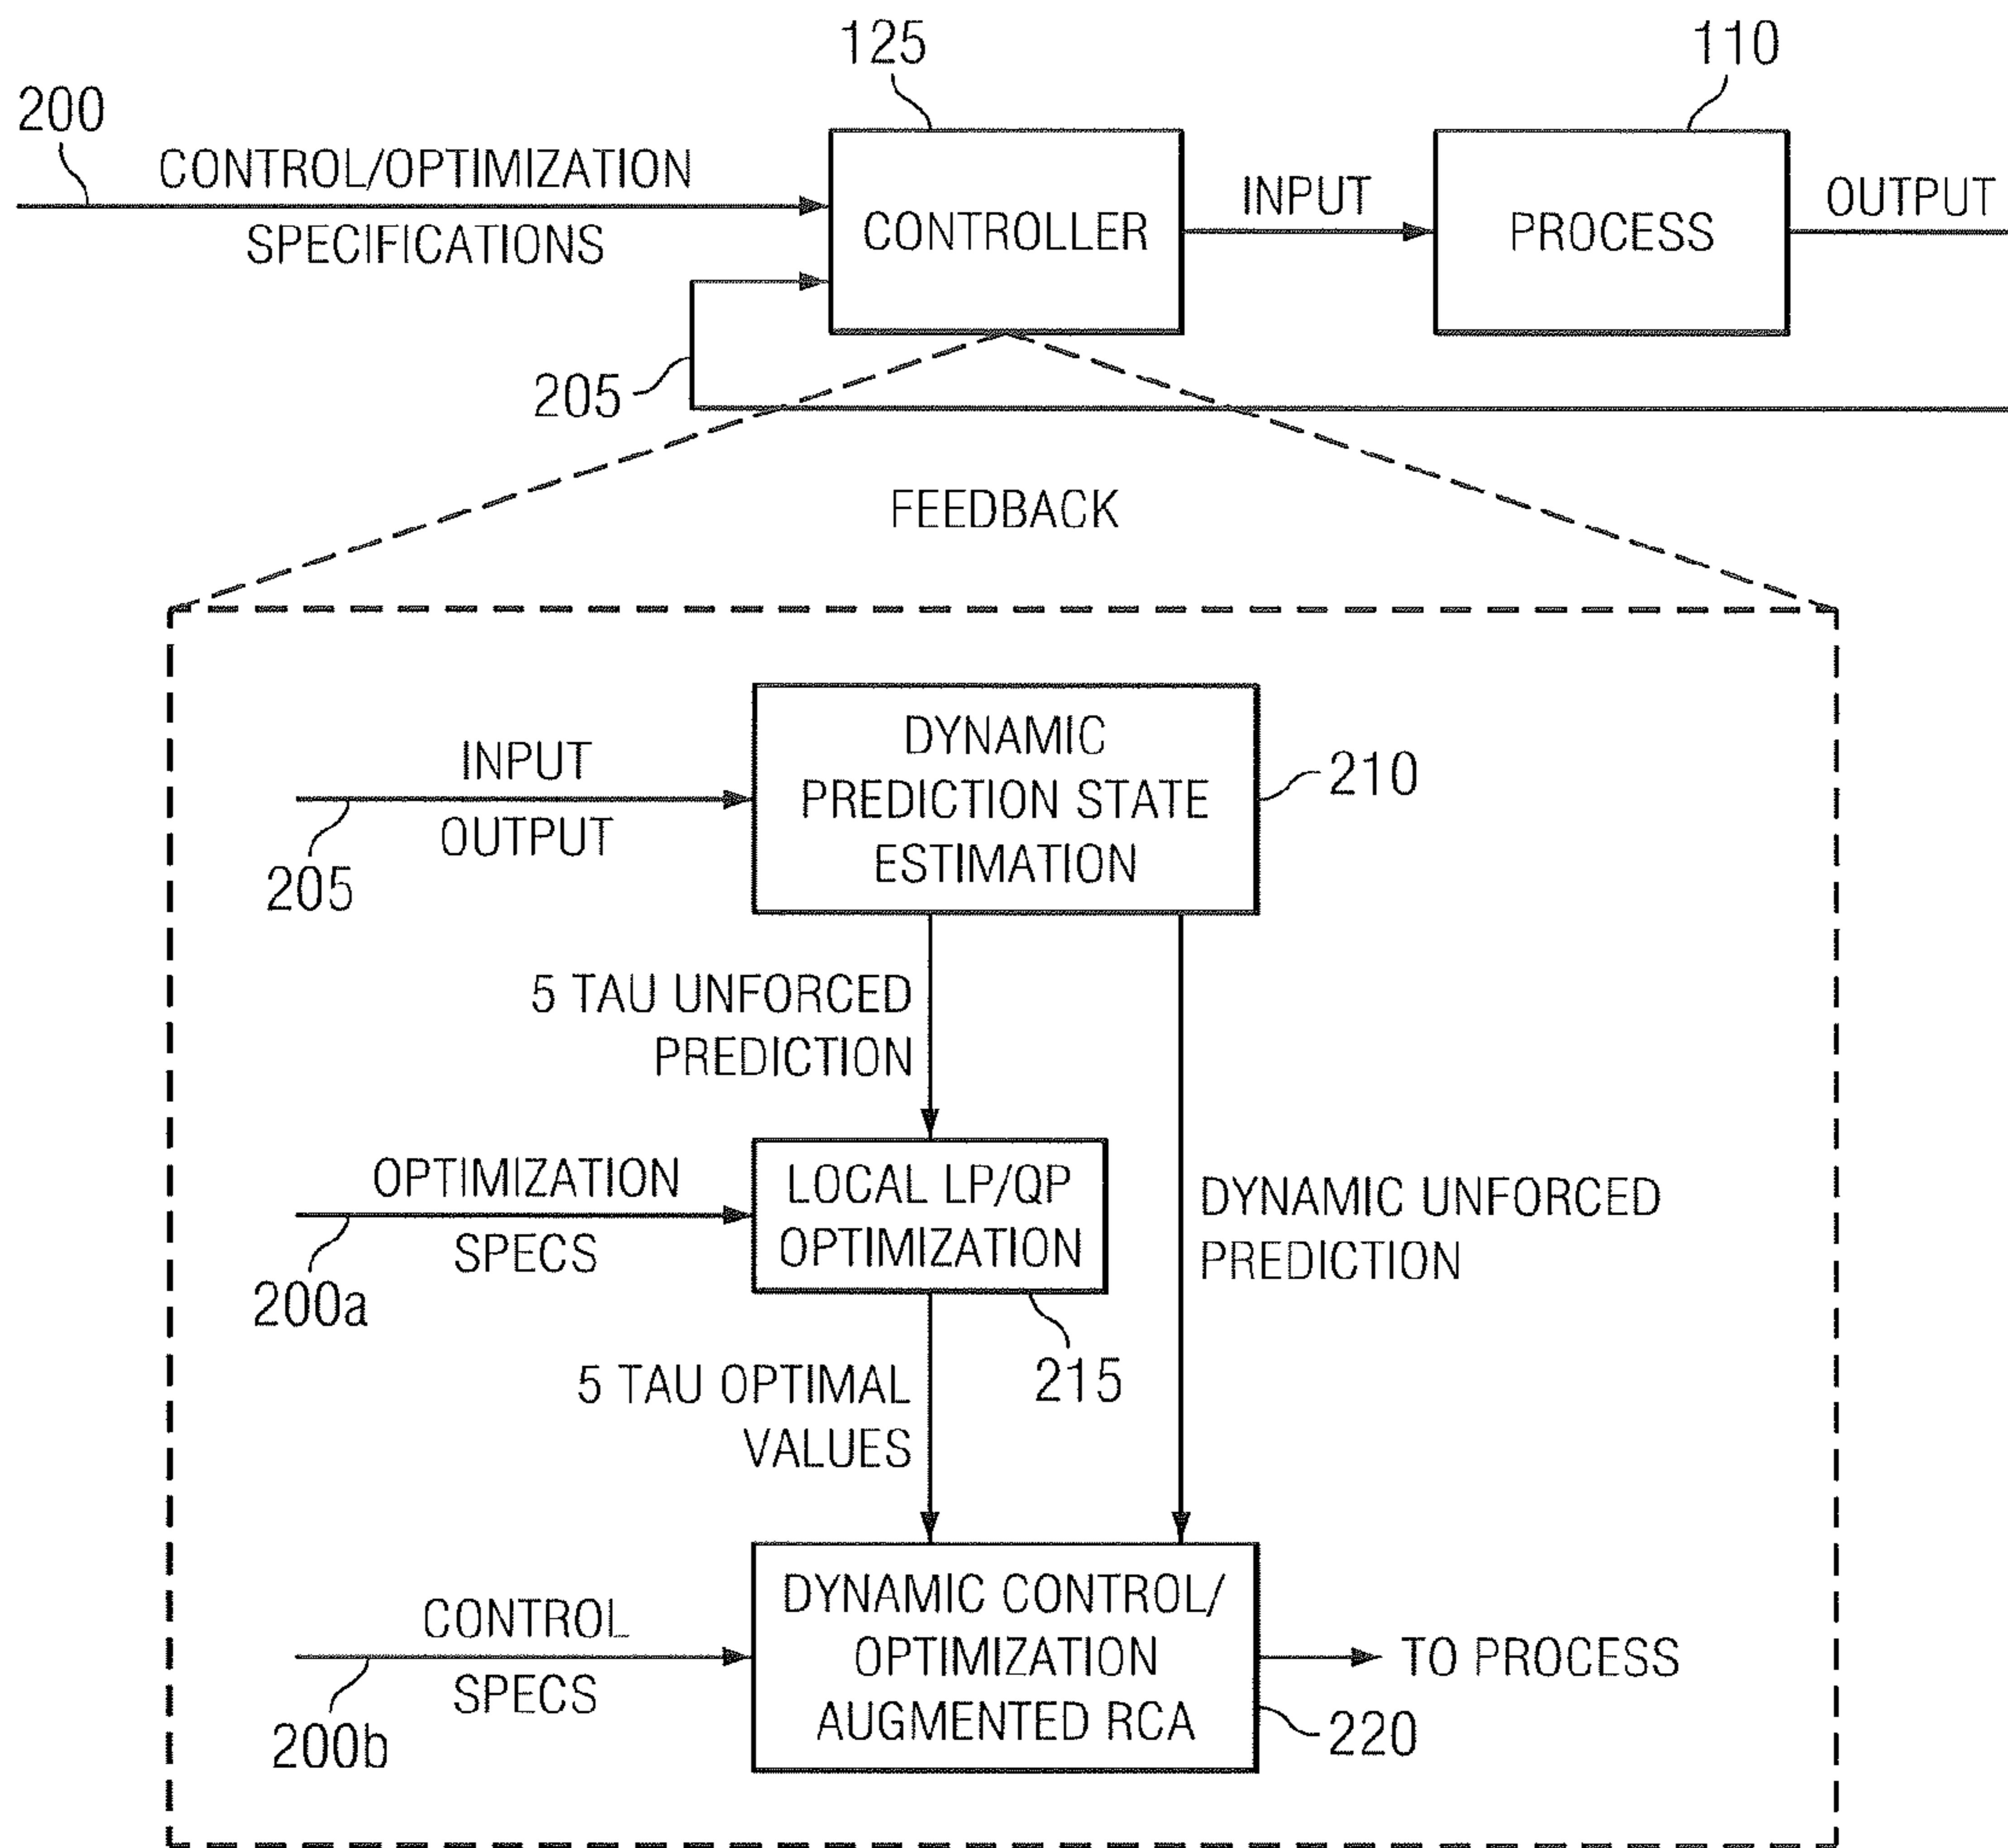 125
110
200
CONTROL/OPTIMIZATION
SPECIFICATIONS
CONTROLLER
INPUT
PROCESS
OUTPUT
205
FEEDBACK
INPUT
OUTPUT
205
DYNAMIC
PREDICTION STATE
ESTIMATION
210
5 TAU UNFORCED
PREDICTION
OPTIMIZATION
SPECS
200a
LOCAL LP/QP
OPTIMIZATION
215
DYNAMIC UNFORCED
PREDICTION
5 TAU OPTIMAL
VALUES
CONTROL
SPECS
200b
DYNAMIC CONTROL/
OPTIMIZATION
AUGMENTED RCA
220
TO PROCESS